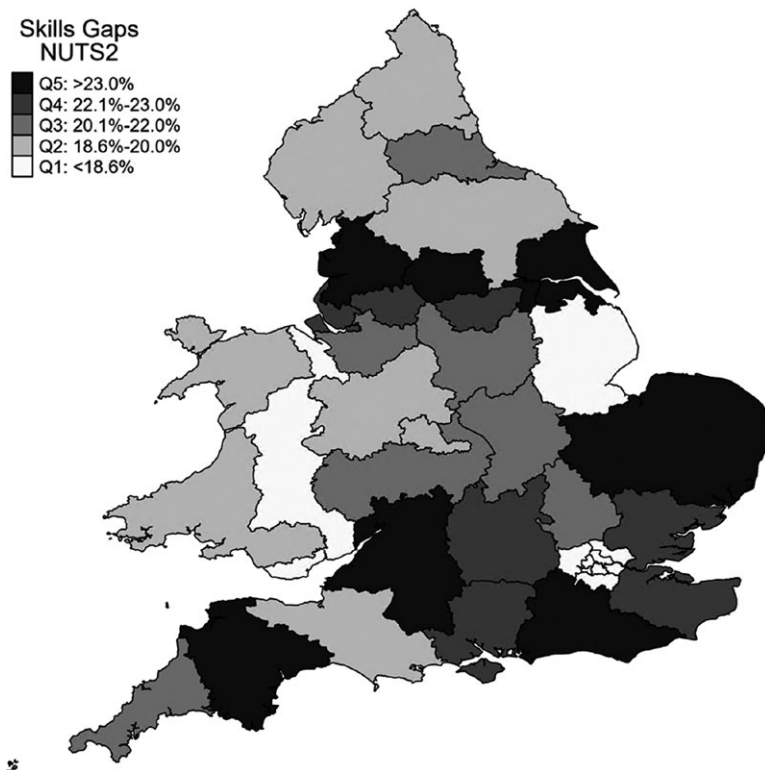 Skills Gaps
NUTS2
Q5: >23.0%
Q4: 22.1%-23.0%
Q3: 20.1%-22.0%
Q2: 18.6%-20.0%
Q1: <18.6%